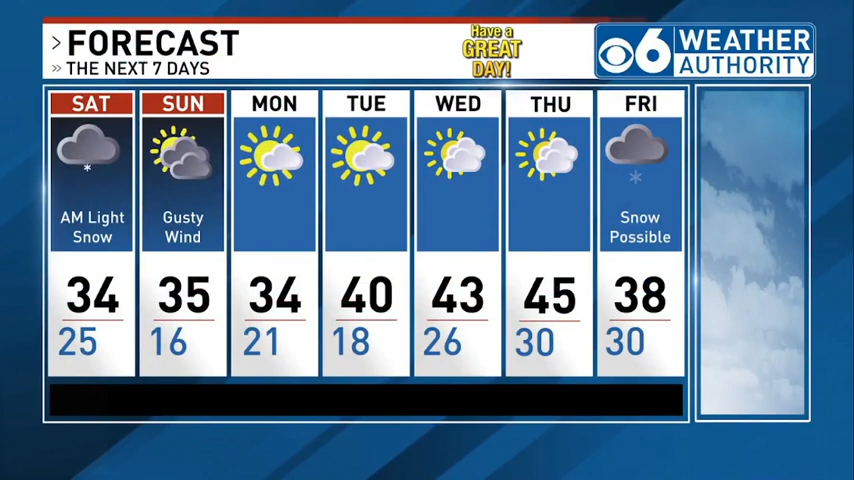 > FORECAST
» THE NEXT 7 DAYS
Have a
GREAT
DAY!
6 WEATHER
AUTHORITY
SAT SUN MON TUE WED THU FRI
AM Light
Snow
Gusty
Wind
Snow
Possible
34 35 34 40 43 45 38
25 16 21 18 26 30 30